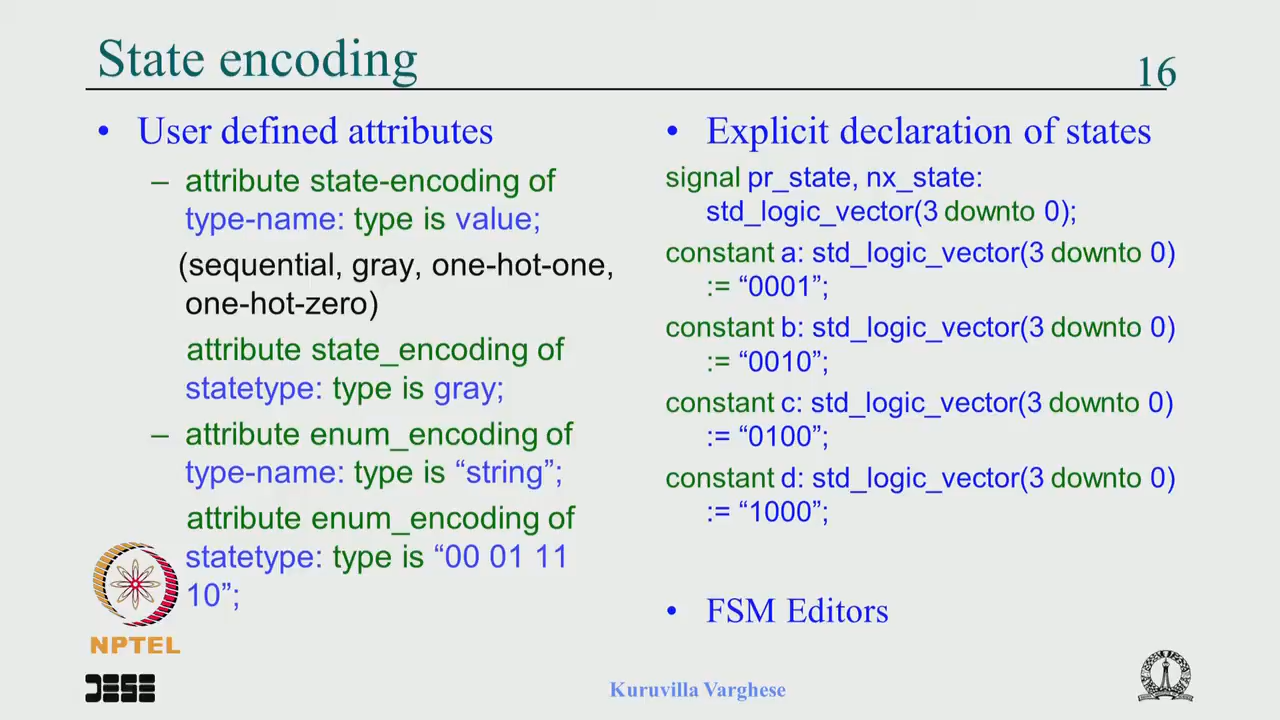 State encoding
16
• User defined attributes
– attribute state-encoding of
type-name: type is value;
(sequential, gray, one-hot-one,
one-hot-zero)
attribute state_encoding of
statetype: type is gray;
– attribute enum_encoding of
type-name: type is “string”;
attribute enum_encoding of
statetype: type is “00 01 11
10”;
• Explicit declaration of states
signal pr_state, nx_state:
std_logic_vector(3 downto 0);
constant a: std_logic_vector(3 downto 0)
:= “0001”;
constant b: std_logic_vector(3 downto 0)
:= “0010”;
constant c: std_logic_vector(3 downto 0)
:= “0100”;
constant d: std_logic_vector(3 downto 0)
:= “1000”;
• FSM Editors
NPTEL
DESE
Kuruvilla Varghese